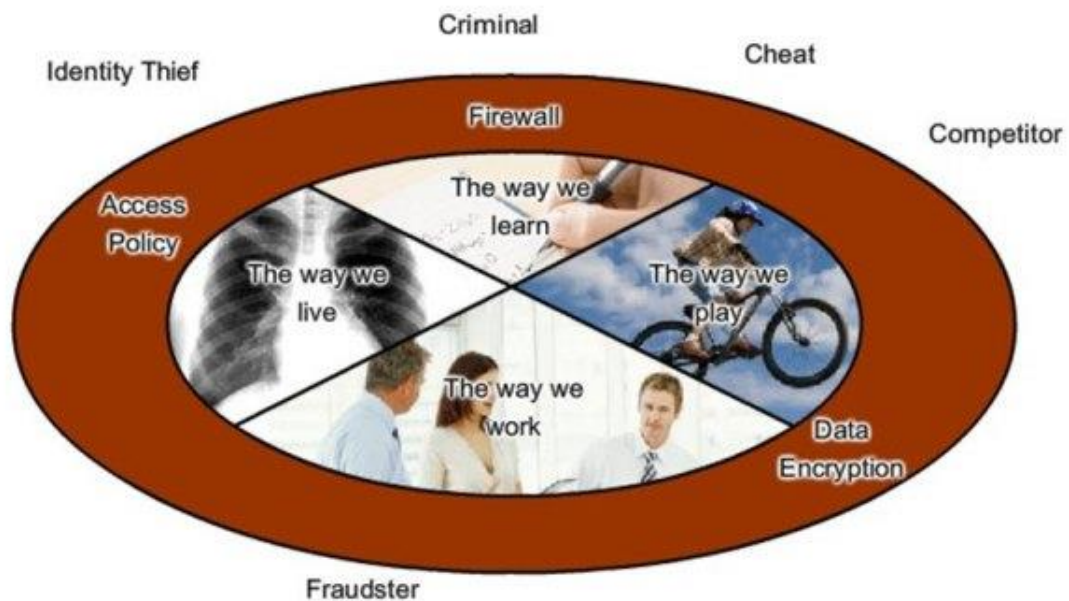 Criminal
Cheat
Identity Thief
Competitor
Firewall
Access
Policy
The way we
learn
The way we
live
The way we
play
The way we
work
Data
Encryption
Fraudster